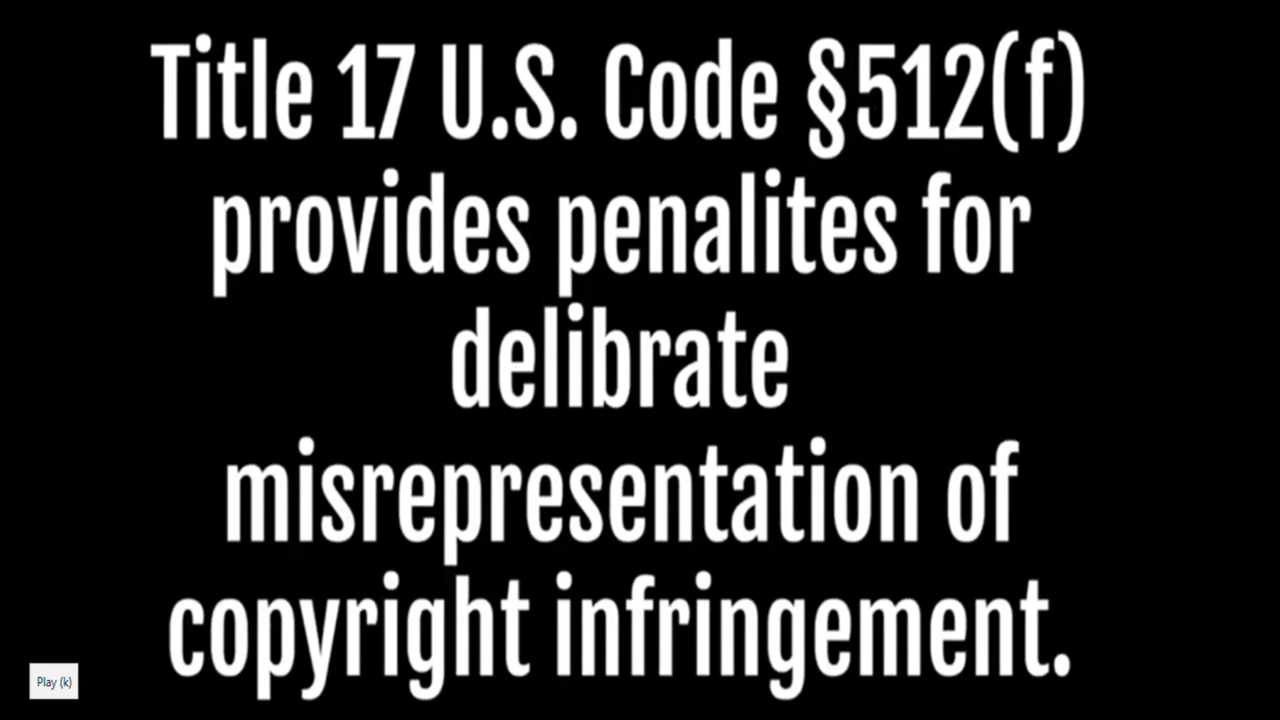 Title 17 U.S. Code §512(f)
provides penalites for
delibrate
misrepresentation of
copyright infringement.
Play (k)